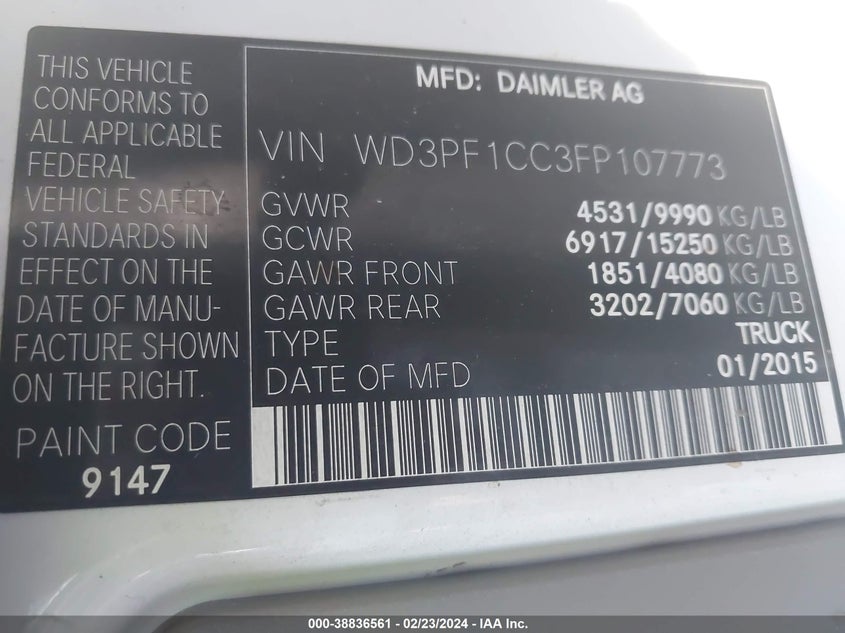 THIS VEHICLE
CONFORMS TO
ALL APPLICABLE
FEDERAL
VEHICLE SAFETY
STANDARDS IN
EFFECT ON THE
DATE OF MANU-
FACTURE SHOWN
ON THE RIGHT.
PAINT CODE
9147
MFD: DAIMLER AG
VIN WD3PF1CC3FP107773
GVWR 4531/9990 KG/LB
GCWR 6917/15250 KG/LB
GAWR FRONT 1851/4080 KG/LB
GAWR REAR 3202/7060 KG/LB
TYPE TRUCK
DATE OF MFD 01/2015
000-38836561 - 02/23/2024 - IAA Inc.